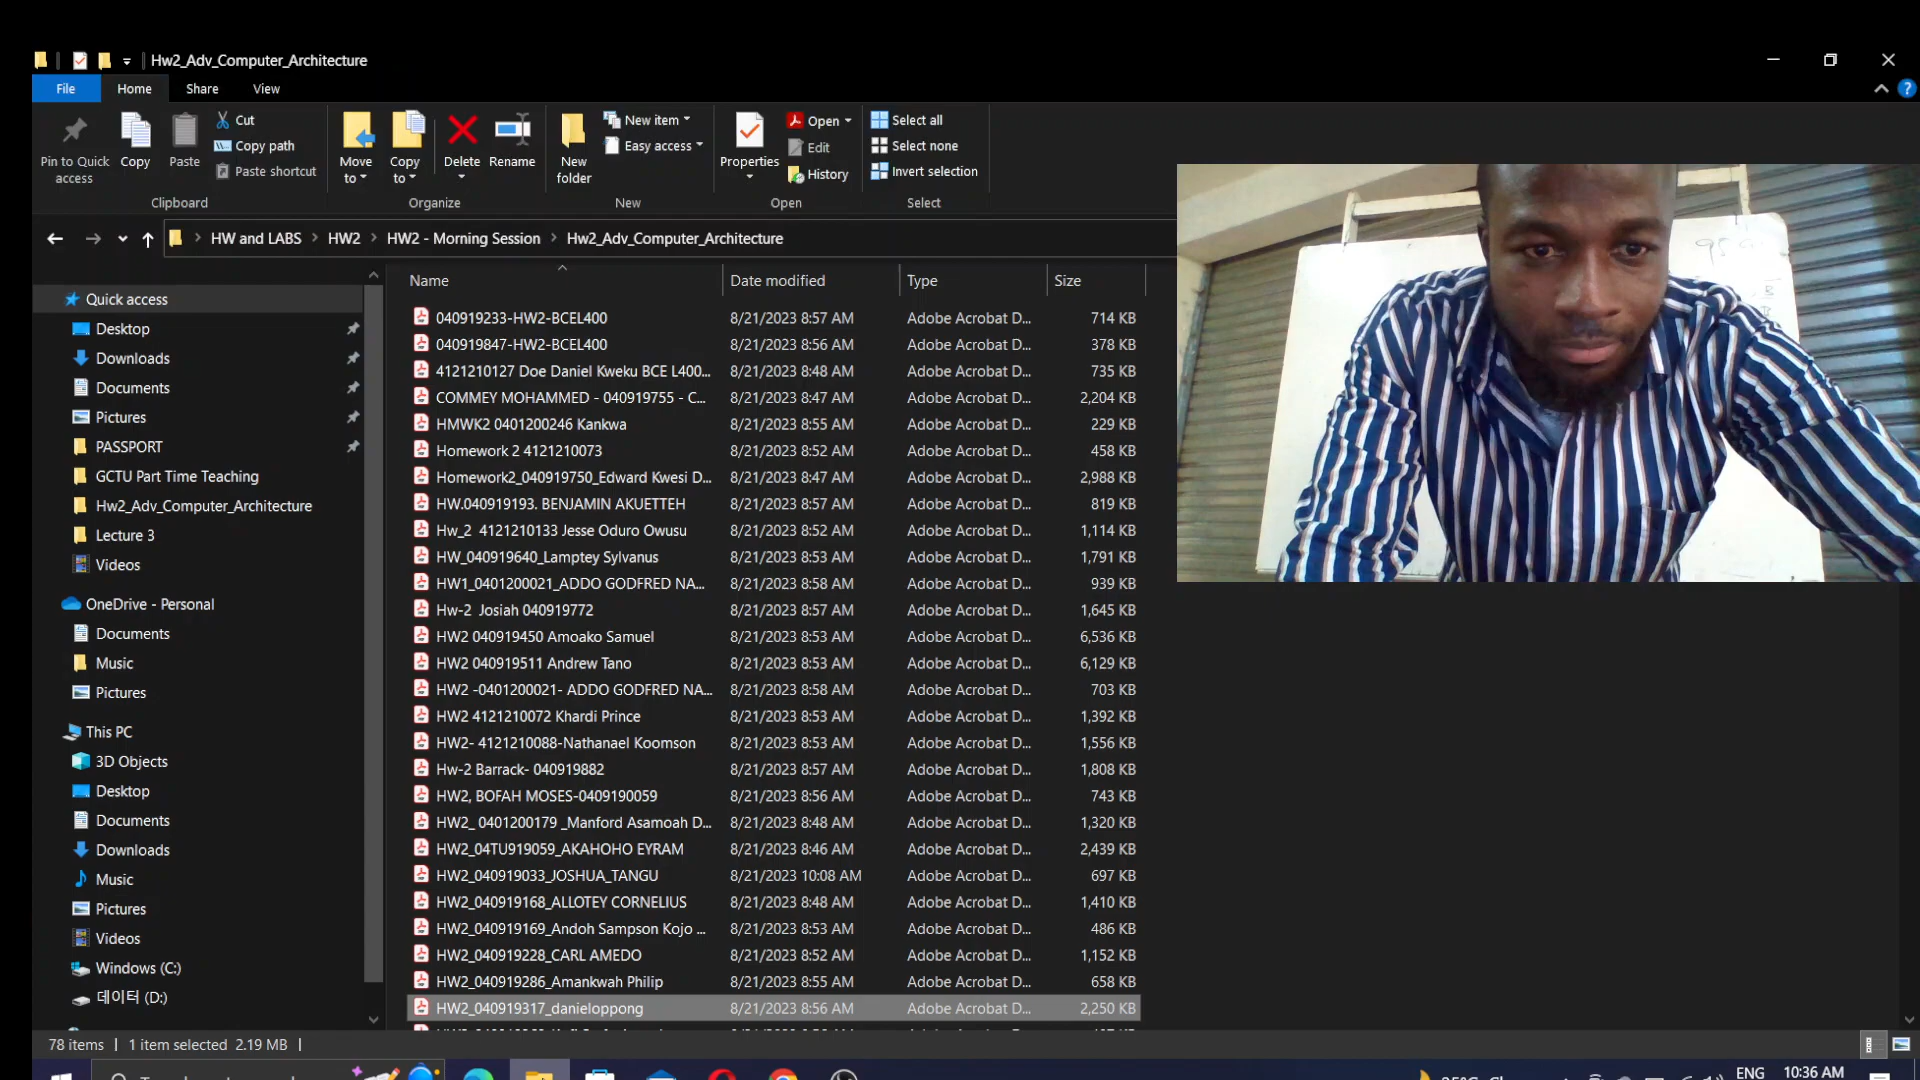 Hw2_Adv_Computer_Architecture
File Home Share View
Pin to Quick access
Copy
Paste
Cut
Copy path
Paste shortcut
Clipboard
Move to
Copy to
Delete
Rename
Organize
New folder
New item
Easy access
New
Properties
Open
Edit
History
Open
Select all
Select none
Invert selection
Select
HW and LABS > HW2 > HW2 - Morning Session > Hw2_Adv_Computer_Architecture
Quick access
Desktop
Downloads
Documents
Pictures
PASSPORT
GCTU Part Time Teaching
Hw2_Adv_Computer_Architecture
Lecture 3
Videos
OneDrive - Personal
Documents
Music
Pictures
This PC
3D Objects
Desktop
Documents
Downloads
Music
Pictures
Videos
Windows (C:)
데이터 (D:)
Name Date modified Type Size
040919233-HW2-BCEL400 8/21/2023 8:57 AM Adobe Acrobat D... 714 KB
040919847-HW2-BCEL400 8/21/2023 8:56 AM Adobe Acrobat D... 378 KB
4121210127 Doe Daniel Kweku BCE L400... 8/21/2023 8:48 AM Adobe Acrobat D... 735 KB
COMMEY MOHAMMED - 040919755 - C... 8/21/2023 8:47 AM Adobe Acrobat D... 2,204 KB
HMWK2 0401200246 Kankwa 8/21/2023 8:55 AM Adobe Acrobat D... 229 KB
Homework 2 4121210073 8/21/2023 8:52 AM Adobe Acrobat D... 458 KB
Homework2_040919750_Edward Kwesi D... 8/21/2023 8:47 AM Adobe Acrobat D... 2,988 KB
HW.040919193. BENJAMIN AKUETTEH 8/21/2023 8:57 AM Adobe Acrobat D... 819 KB
Hw_2 4121210133 Jesse Oduro Owusu 8/21/2023 8:52 AM Adobe Acrobat D... 1,114 KB
HW_040919640_Lamptey Sylvanus 8/21/2023 8:53 AM Adobe Acrobat D... 1,791 KB
HW1_0401200021_ADDO GODFRED NA... 8/21/2023 8:58 AM Adobe Acrobat D... 939 KB
Hw-2 Josiah 040919772 8/21/2023 8:57 AM Adobe Acrobat D... 1,645 KB
HW2 040919450 Amoako Samuel 8/21/2023 8:53 AM Adobe Acrobat D... 6,536 KB
HW2 040919511 Andrew Tano 8/21/2023 8:53 AM Adobe Acrobat D... 6,129 KB
HW2 -0401200021- ADDO GODFRED NA... 8/21/2023 8:58 AM Adobe Acrobat D... 703 KB
HW2 4121210072 Khardi Prince 8/21/2023 8:53 AM Adobe Acrobat D... 1,392 KB
HW2- 4121210088-Nathanael Koomson 8/21/2023 8:53 AM Adobe Acrobat D... 1,556 KB
Hw-2 Barrack- 040919882 8/21/2023 8:57 AM Adobe Acrobat D... 1,808 KB
HW2, BOFAH MOSES-0409190059 8/21/2023 8:56 AM Adobe Acrobat D... 743 KB
HW2_ 0401200179 _Manford Asamoah D... 8/21/2023 8:48 AM Adobe Acrobat D... 1,320 KB
HW2_04TU919059_AKAHOHO EYRAM 8/21/2023 8:46 AM Adobe Acrobat D... 2,439 KB
HW2_040919033_JOSHUA_TANGU 8/21/2023 10:08 AM Adobe Acrobat D... 697 KB
HW2_040919168_ALLOTEY CORNELIUS 8/21/2023 8:48 AM Adobe Acrobat D... 1,410 KB
HW2_040919169_Andoh Sampson Kojo ... 8/21/2023 8:53 AM Adobe Acrobat D... 486 KB
HW2_040919228_CARL AMEDO 8/21/2023 8:52 AM Adobe Acrobat D... 1,152 KB
HW2_040919286_Amankwah Philip 8/21/2023 8:55 AM Adobe Acrobat D... 658 KB
HW2_040919317_danieloppong 8/21/2023 8:56 AM Adobe Acrobat D... 2,250 KB
78 items 1 item selected 2.19 MB
ENG 10:36 AM